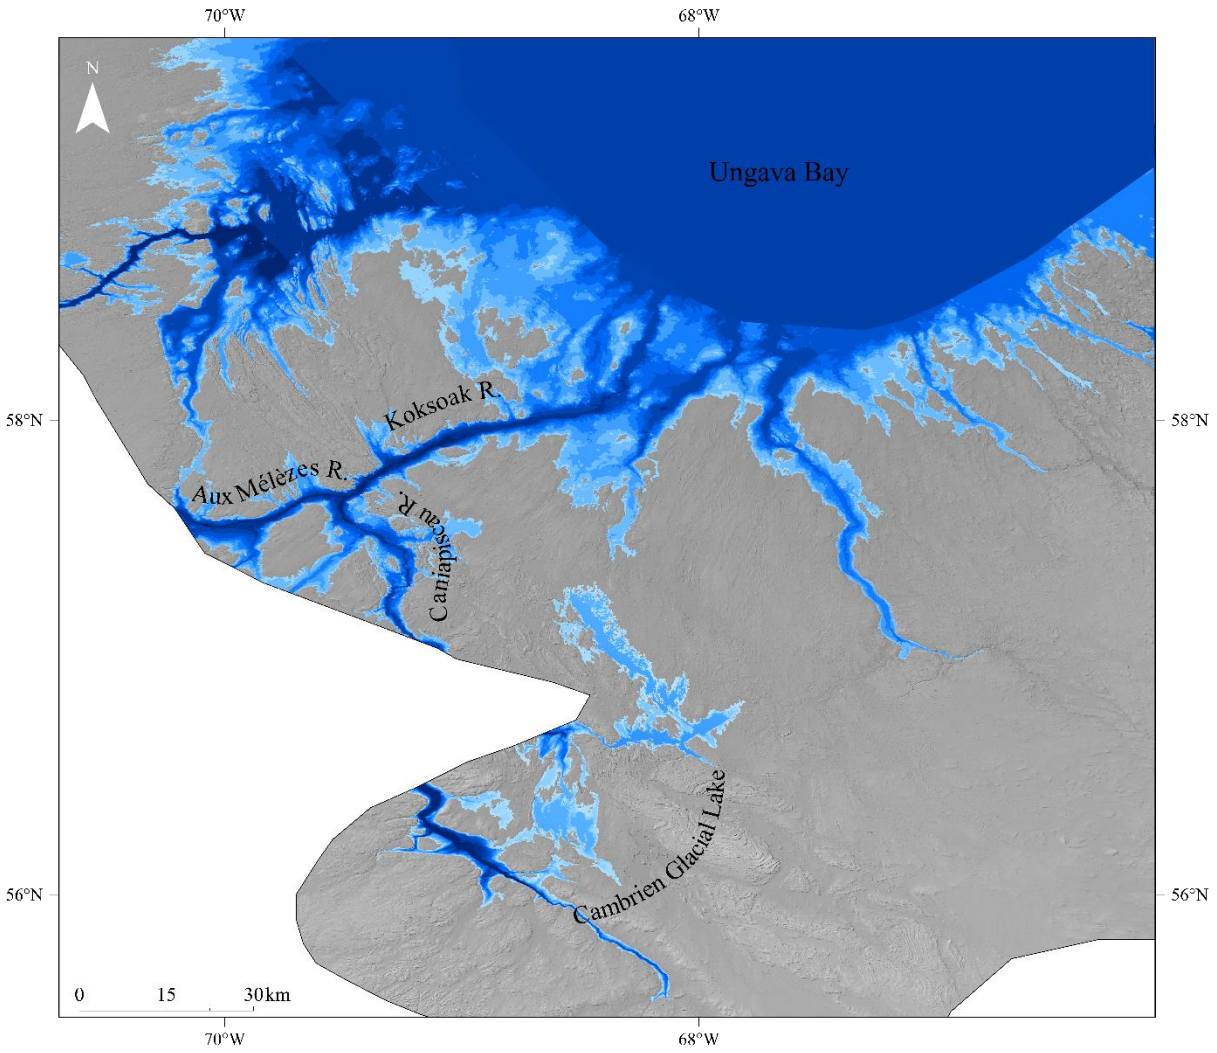 70°W 68°W
N
Ungava Bay
58°N 58°N
Koksoak R.
Aux Mélèzes R.
Caniapiscau R.
Cambrien Glacial Lake
56°N 56°N
0 15 30km
70°W 68°W